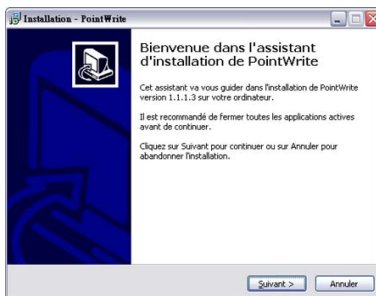 Installation - PointWrite
Bienvenue dans l'assistant
d'installation de PointWrite
Cet assistant va vous guider dans l'installation de PointWrite
version 1.1.1.3 sur votre ordinateur.
Il est recommandé de fermer toutes les applications actives
avant de continuer.
Cliquez sur Suivant pour continuer ou sur Annuler pour
abandonner l'installation.
Suivant > Annuler